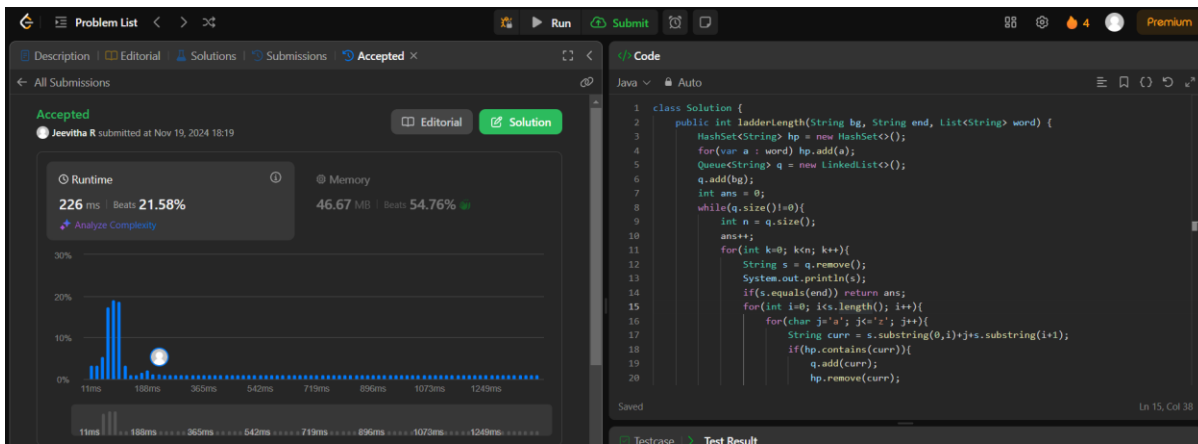 Problem List
Run
Submit
4
Premium
Description
Editorial
Solutions
Submissions
Accepted ×
All Submissions
Accepted
Jeevitha R submitted at Nov 19, 2024 18:19
Editorial
Solution
Runtime
226 ms | Beats 21.58%
Analyze Complexity
Memory
46.67 MB | Beats 54.76%
30%
20%
10%
0%
11ms 188ms 365ms 542ms 719ms 896ms 1073ms 1249ms
11ms 188ms 365ms 542ms 719ms 896ms 1073ms 1249ms
</> Code
Java Auto
1 class Solution {
2 public int ladderLength(String bg, String end, List<String> word) {
3 HashSet<String> hp = new HashSet<>();
4 for(var a : word) hp.add(a);
5 Queue<String> q = new LinkedList<>();
6 q.add(bg);
7 int ans = 0;
8 while(q.size()!=0){
9 int n = q.size();
10 ans++;
11 for(int k=0; k<n; k++){
12 String s = q.remove();
13 System.out.println(s);
14 if(s.equals(end)) return ans;
15 for(int i=0; i<s.length(); i++){
16 for(char j='a'; j<='z'; j++){
17 String curr = s.substring(0,i)+j+s.substring(i+1);
18 if(hp.contains(curr)){
19 q.add(curr);
20 hp.remove(curr);
Saved
Ln 15, Col 38
Testcase
Test Result